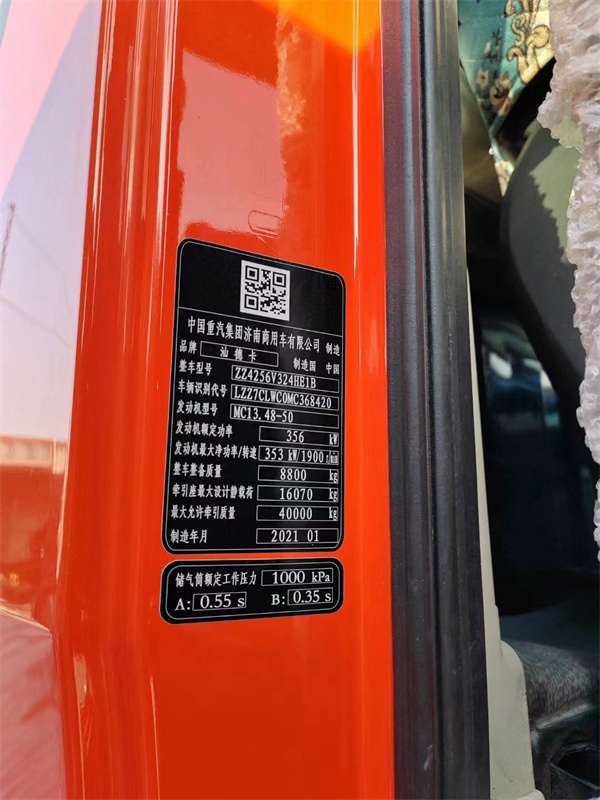 中国重汽集团济南商用车有限公司 制造
品牌 汕德卡 制造国 中国
整车型号 ZZ4256V324HE1B
车辆识别代号 LZZ7CLWC0MC368420
发动机型号 MC13.48-50
发动机额定功率 356 kW
发动机最大净功率/转速 353 kW/1900 r/min
整车整备质量 8800 kg
牵引座最大设计静载荷 16070 kg
最大允许牵引质量 40000 kg
制造年月 2021 01
储气筒额定工作压力 1000 kPa
A: 0.55 s B: 0.35 s